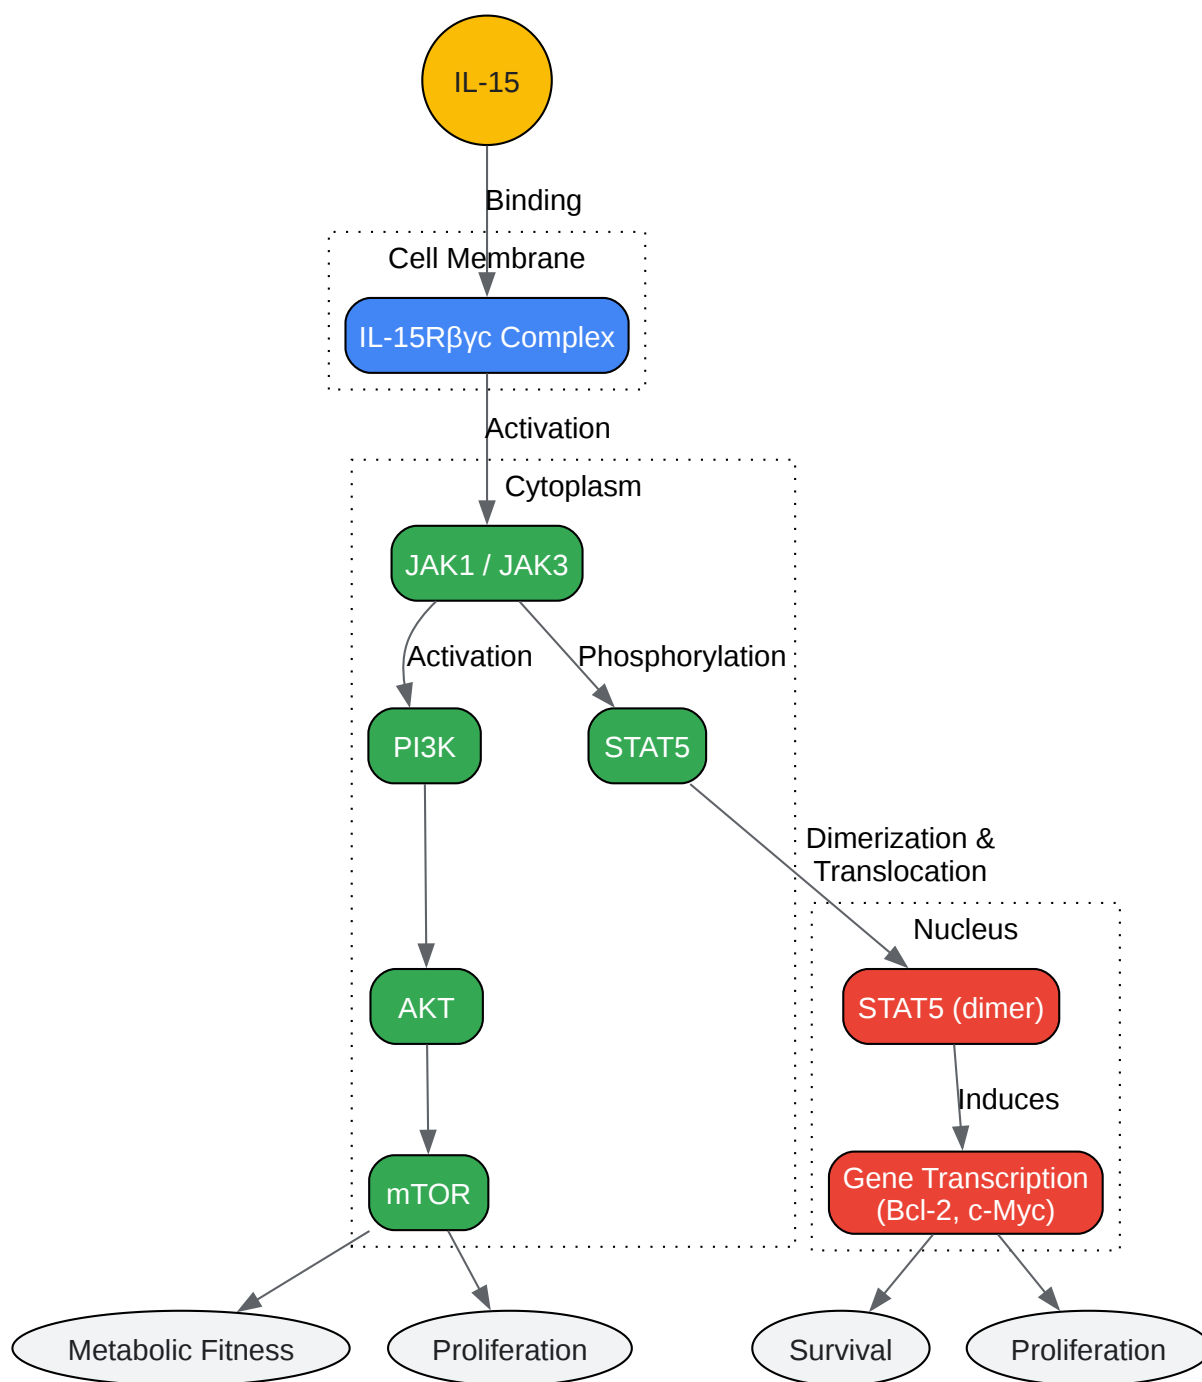 IL-15
Binding
Cell Membrane
IL-15Rβγc Complex
Activation
Cytoplasm
JAK1 / JAK3
Activation
Phosphorylation
PI3K
STAT5
Dimerization &
Translocation
Nucleus
AKT
STAT5 (dimer)
Induces
mTOR
Gene Transcription
(Bcl-2, c-Myc)
Metabolic Fitness
Proliferation
Survival
Proliferation